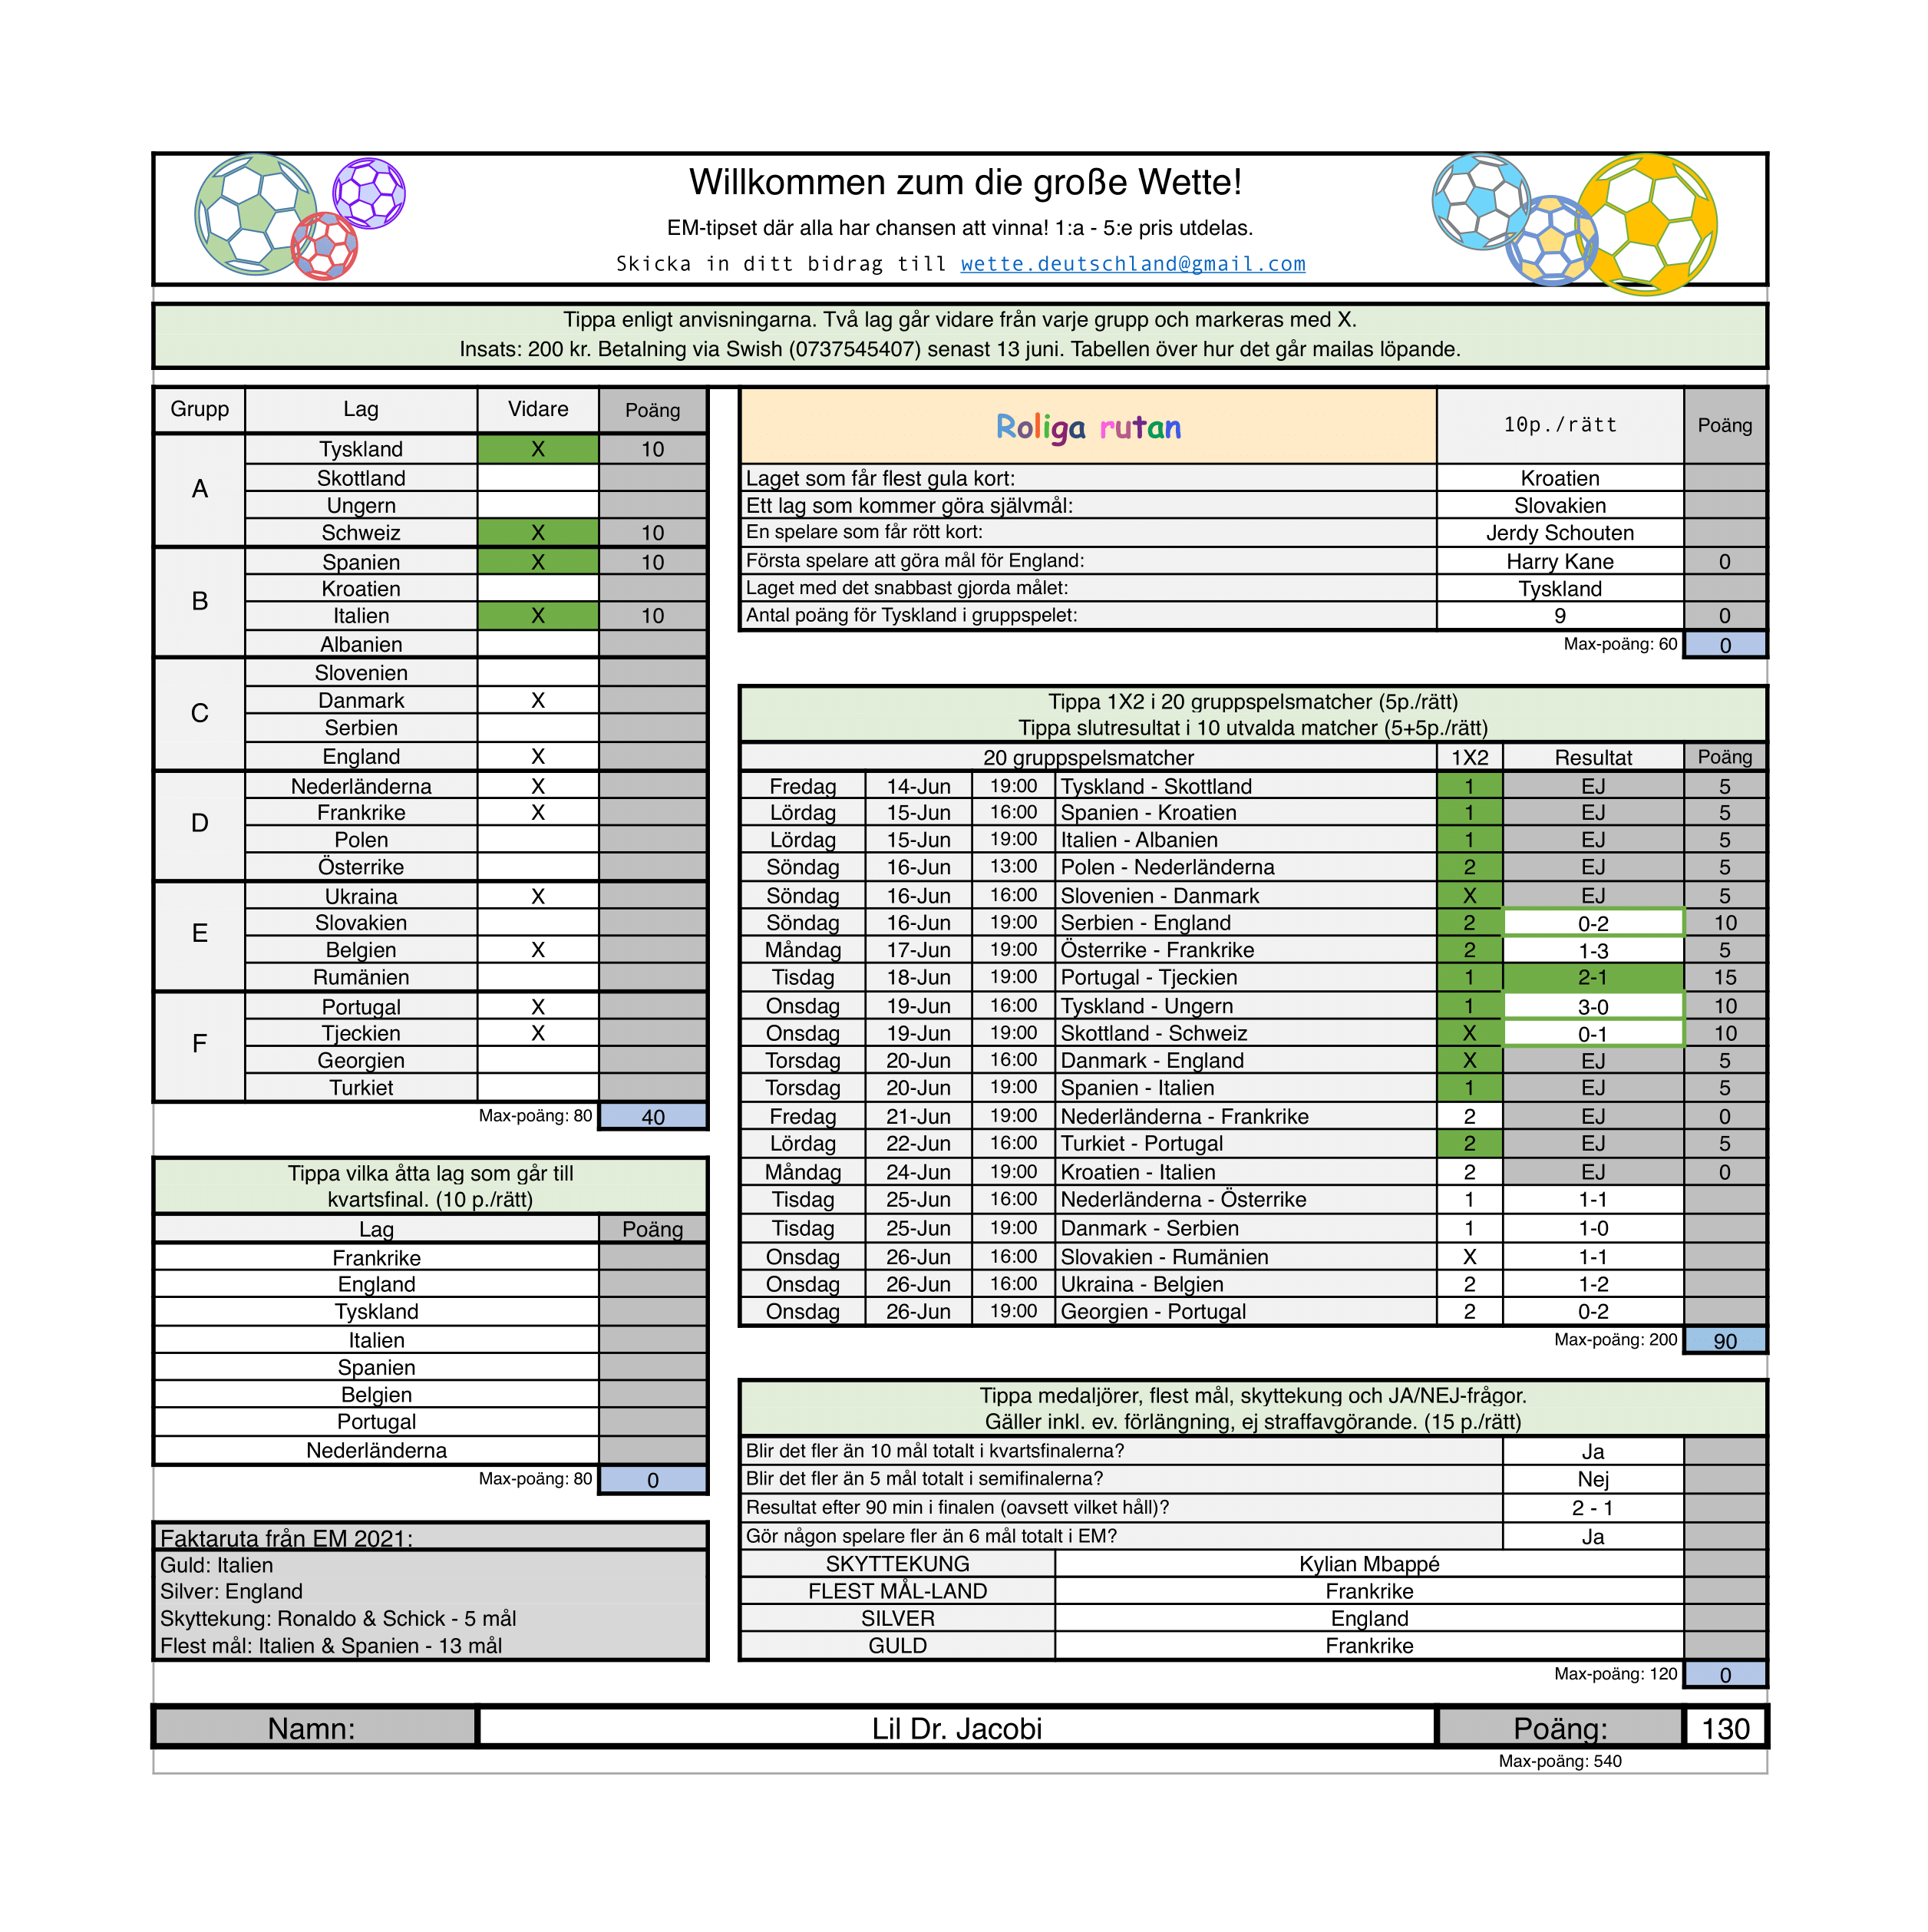 Willkommen zum die große Wette!
EM-tipset där alla har chansen att vinna! 1:a - 5:e pris utdelas.
Skicka in ditt bidrag till wette.deutschland@gmail.com
Tippa enligt anvisningarna. Två lag går vidare från varje grupp och markeras med X.
Insats: 200 kr. Betalning via Swish (0737545407) senast 13 juni. Tabellen över hur det går mailas löpande.
Grupp Lag Vidare Poäng
A
Tyskland X 10
Skottland
Ungern
Schweiz X 10
B
Spanien X 10
Kroatien
Italien X 10
Albanien
C
Slovenien
Danmark X
Serbien
England X
D
Nederländerna X
Frankrike X
Polen
Österrike
E
Ukraina X
Slovakien
Belgien X
Rumänien
F
Portugal X
Tjeckien X
Georgien
Turkiet
Max-poäng: 80 40
Tippa vilka åtta lag som går till
kvartsfinal. (10 p./rätt)
Lag Poäng
Frankrike
England
Tyskland
Italien
Spanien
Belgien
Portugal
Nederländerna
Max-poäng: 80 0
Faktaruta från EM 2021:
Guld: Italien
Silver: England
Skyttekung: Ronaldo & Schick - 5 mål
Flest mål: Italien & Spanien - 13 mål
Roliga rutan 10p./rätt Poäng
Laget som får flest gula kort: Kroatien
Ett lag som kommer göra självmål: Slovakien
En spelare som får rött kort: Jerdy Schouten
Första spelare att göra mål för England: Harry Kane 0
Laget med det snabbast gjorda målet: Tyskland
Antal poäng för Tyskland i gruppspelet: 9 0
Max-poäng: 60 0
Tippa 1X2 i 20 gruppspelsmatcher (5p./rätt)
Tippa slutresultat i 10 utvalda matcher (5+5p./rätt)
20 gruppspelsmatcher 1X2 Resultat Poäng
Fredag 14-Jun 19:00 Tyskland - Skottland 1 EJ 5
Lördag 15-Jun 16:00 Spanien - Kroatien 1 EJ 5
Lördag 15-Jun 19:00 Italien - Albanien 1 EJ 5
Söndag 16-Jun 13:00 Polen - Nederländerna 2 EJ 5
Söndag 16-Jun 16:00 Slovenien - Danmark X EJ 5
Söndag 16-Jun 19:00 Serbien - England 2 0-2 10
Måndag 17-Jun 19:00 Österrike - Frankrike 2 1-3 5
Tisdag 18-Jun 19:00 Portugal - Tjeckien 1 2-1 15
Onsdag 19-Jun 16:00 Tyskland - Ungern 1 3-0 10
Onsdag 19-Jun 19:00 Skottland - Schweiz X 0-1 10
Torsdag 20-Jun 16:00 Danmark - England X EJ 5
Torsdag 20-Jun 19:00 Spanien - Italien 1 EJ 5
Fredag 21-Jun 19:00 Nederländerna - Frankrike 2 EJ 0
Lördag 22-Jun 16:00 Turkiet - Portugal 2 EJ 5
Måndag 24-Jun 19:00 Kroatien - Italien 2 EJ 0
Tisdag 25-Jun 16:00 Nederländerna - Österrike 1 1-1
Tisdag 25-Jun 19:00 Danmark - Serbien 1 1-0
Onsdag 26-Jun 16:00 Slovakien - Rumänien X 1-1
Onsdag 26-Jun 16:00 Ukraina - Belgien 2 1-2
Onsdag 26-Jun 19:00 Georgien - Portugal 2 0-2
Max-poäng: 200 90
Tippa medaljörer, flest mål, skyttekung och JA/NEJ-frågor.
Gäller inkl. ev. förlängning, ej straffavgörande. (15 p./rätt)
Blir det fler än 10 mål totalt i kvartsfinalerna? Ja
Blir det fler än 5 mål totalt i semifinalerna? Nej
Resultat efter 90 min i finalen (oavsett vilket håll)? 2 - 1
Gör någon spelare fler än 6 mål totalt i EM? Ja
SKYTTEKUNG Kylian Mbappé
FLEST MÅL-LAND Frankrike
SILVER England
GULD Frankrike
Max-poäng: 120 0
Namn: Lil Dr. Jacobi Poäng: 130
Max-poäng: 540